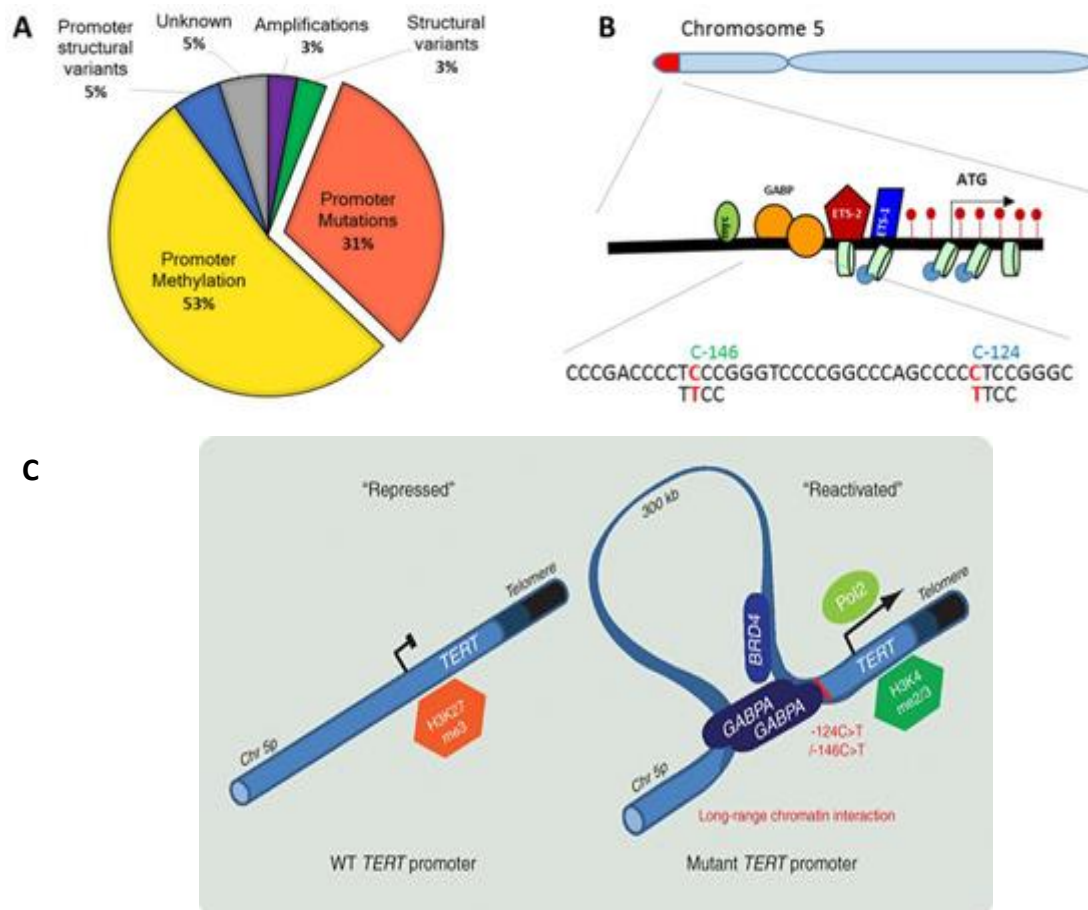 A
Promoter
structural
variants
5%
Unknown
5%
Amplifications
3%
Structural
variants
3%
Promoter
Mutations
31%
Promoter
Methylation
53%
B
Chromosome 5
GABP
ETS-2
ETS-1
ATG
C-146
C-124
CCCGACCCCTCCCGGGTCCCCGGCCCAGCCCCCTCCGGGC
TTCC
TTCC
C
"Repressed"
Telomere
TERT
H3K27
me3
Chr 5p
WT TERT promoter
"Reactivated"
300 kb
BRD4
Pol2
Telomere
TERT
H3K4
me2/3
GABPA
GABPA
-124C>T
/-146C>T
Chr 5p
Long-range chromatin interaction
Mutant TERT promoter